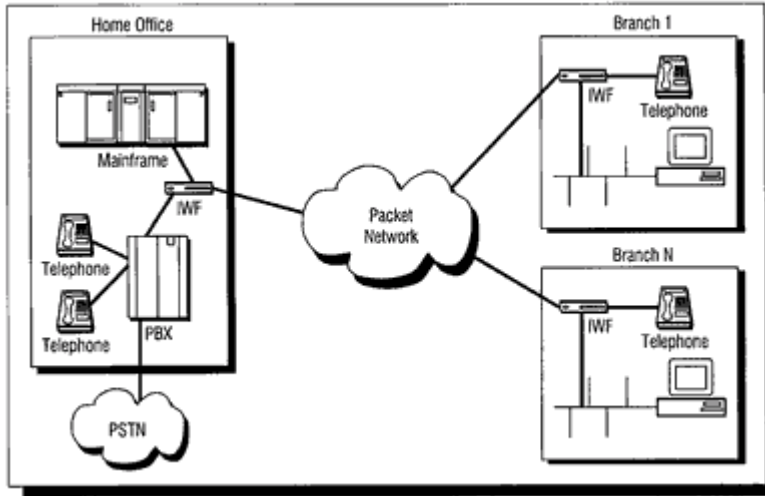 Home Office
Mainframe
IWF
Telephone
Telephone
PBX
PSTN
Packet
Network
Branch 1
IWF
Telephone
Branch N
IWF
Telephone